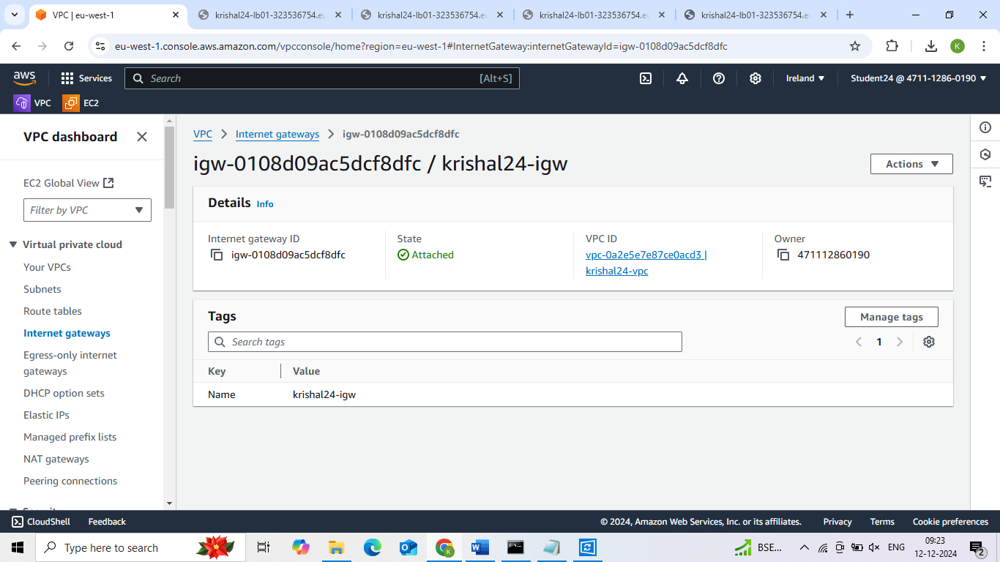 VPC | eu-west-1
krishal24-lb01-323536754.eu
krishal24-lb01-323536754.eu
krishal24-lb01-323536754.eu
krishal24-lb01-323536754.eu
eu-west-1.console.aws.amazon.com/vpcconsole/home?region=eu-west-1#InternetGateway:internetGatewayId=igw-0108d09ac5dcf8dfc
K
aws
Services
Search
[Alt+S]
Ireland
Student24 @ 4711-1286-0190
VPC
EC2
VPC dashboard
EC2 Global View
Filter by VPC
Virtual private cloud
Your VPCs
Subnets
Route tables
Internet gateways
Egress-only internet
gateways
DHCP option sets
Elastic IPs
Managed prefix lists
NAT gateways
Peering connections
VPC
Internet gateways
igw-0108d09ac5dcf8dfc
igw-0108d09ac5dcf8dfc / krishal24-igw
Actions
Details
Info
Internet gateway ID
igw-0108d09ac5dcf8dfc
State
Attached
VPC ID
vpc-0a2e5e7e87ce0acd3 |
krishal24-vpc
Owner
471112860190
Tags
Manage tags
Search tags
1
Key
Value
Name
krishal24-igw
CloudShell
Feedback
© 2024, Amazon Web Services, Inc. or its affiliates.
Privacy
Terms
Cookie preferences
Type here to search
BSE...
ENG
09:23
12-12-2024
2